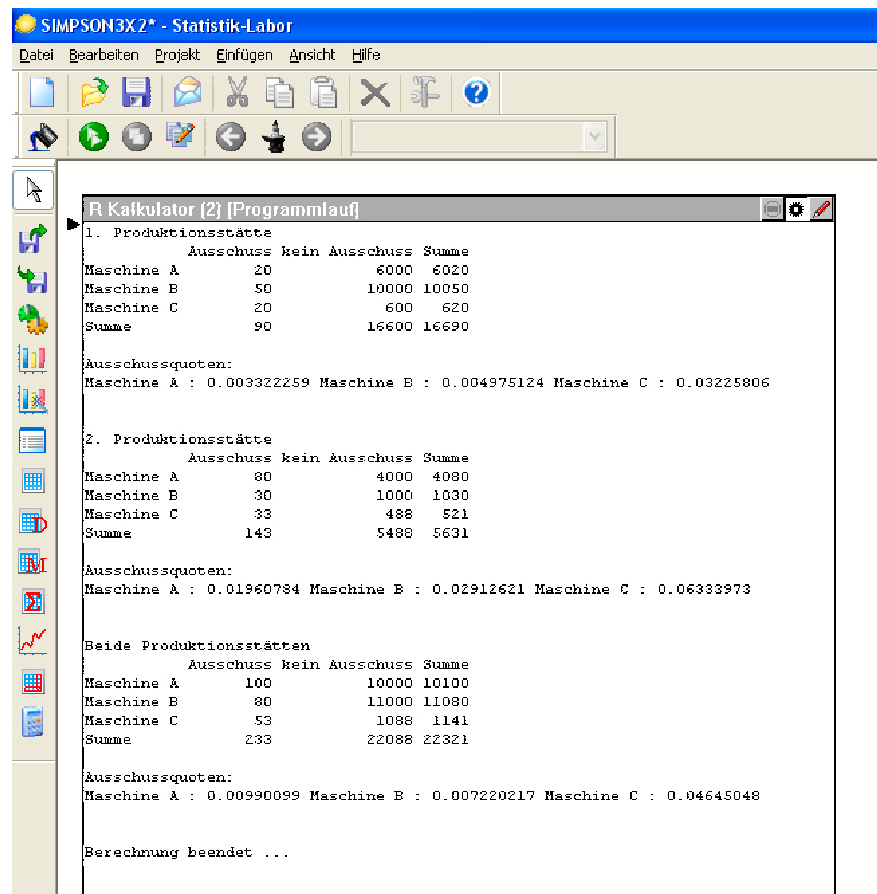 SIMPSON3X2* - Statistik-Labor
Datei Bearbeiten Projekt Einfügen Ansicht Hilfe
R Kalkulator (2) [Programmlauf]
1. Produktionsstätte
Ausschuss kein Ausschuss Summe
Maschine A 20 6000 6020
Maschine B 50 10000 10050
Maschine C 20 600 620
Summe 90 16600 16690
Ausschussquoten:
Maschine A : 0.003322259 Maschine B : 0.004975124 Maschine C : 0.03225806
2. Produktionsstätte
Ausschuss kein Ausschuss Summe
Maschine A 80 4000 4080
Maschine B 30 1000 1030
Maschine C 33 488 521
Summe 143 5488 5631
Ausschussquoten:
Maschine A : 0.01960784 Maschine B : 0.02912621 Maschine C : 0.06333973
Beide Produktionsstätten
Ausschuss kein Ausschuss Summe
Maschine A 100 10000 10100
Maschine B 80 11000 11080
Maschine C 53 1088 1141
Summe 233 22088 22321
Ausschussquoten:
Maschine A : 0.00990099 Maschine B : 0.007220217 Maschine C : 0.04645048
Berechnung beendet ...